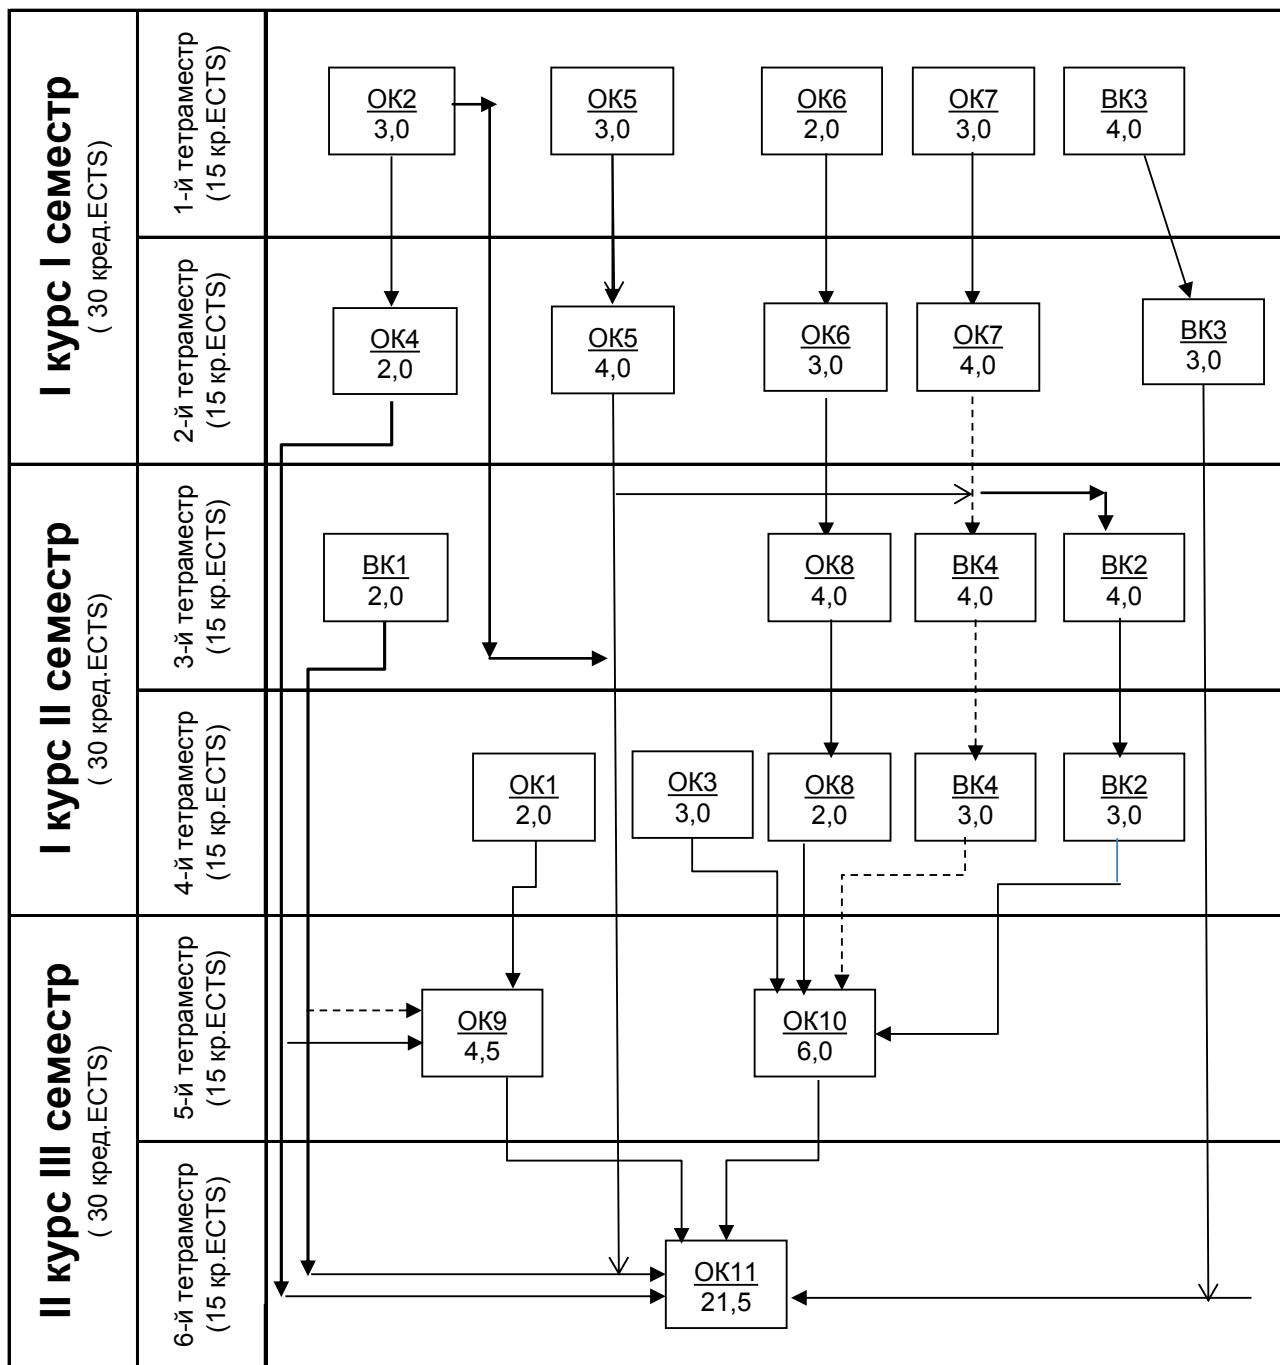 I курс I семестр
( 30 кред.ECTS)
1-й тетраместр
(15 кр.ECTS)
ОК2
3,0
ОК5
3,0
ОК6
2,0
ОК7
3,0
ВК3
4,0
2-й тетраместр
(15 кр.ECTS)
ОК4
2,0
ОК5
4,0
ОК6
3,0
ОК7
4,0
ВК3
3,0
I курс II семестр
( 30 кред.ECTS)
3-й тетраместр
(15 кр.ECTS)
ВК1
2,0
ОК8
4,0
ВК4
4,0
ВК2
4,0
4-й тетраместр
(15 кр.ECTS)
ОК1
2,0
ОК3
3,0
ОК8
2,0
ВК4
3,0
ВК2
3,0
II курс III семестр
( 30 кред.ECTS)
5-й тетраместр
(15 кр.ECTS)
ОК9
4,5
ОК10
6,0
6-й тетраместр
(15 кр.ECTS)
ОК11
21,5